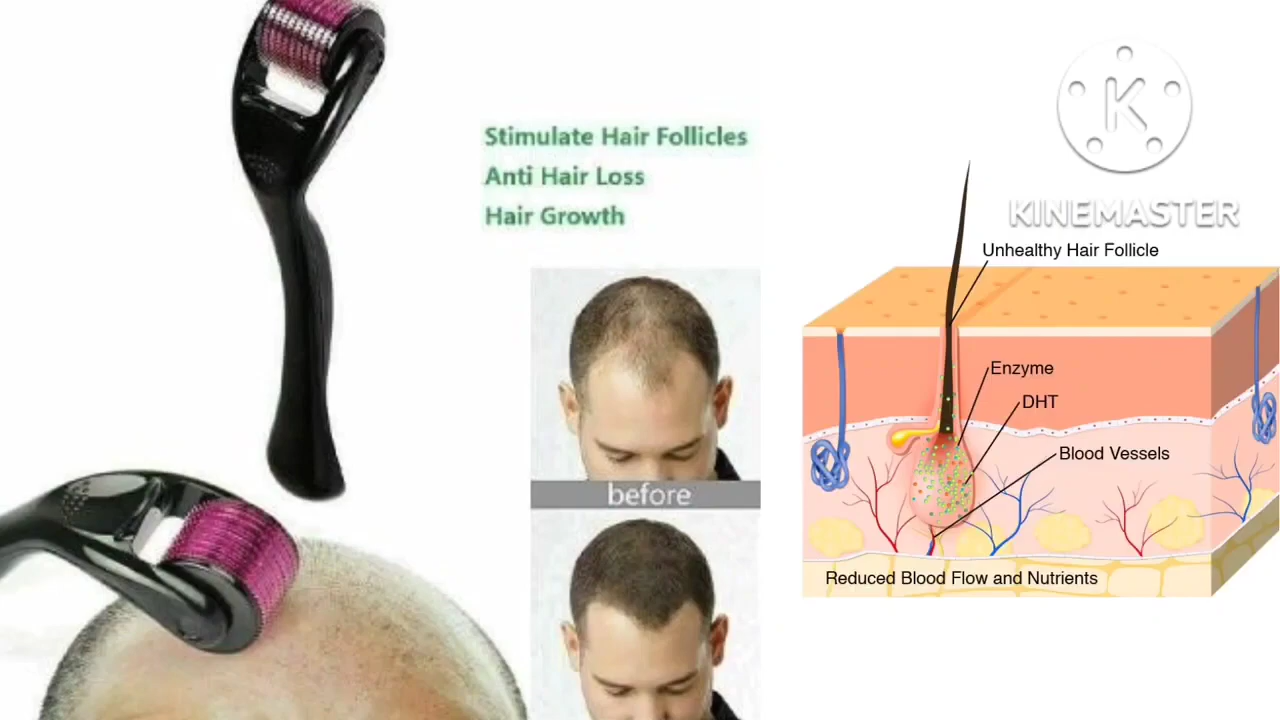 Stimulate Hair Follicles
Anti Hair Loss
Hair Growth
before
K
KINEMASTER
Unhealthy Hair Follicle
Enzyme
DHT
Blood Vessels
Reduced Blood Flow and Nutrients